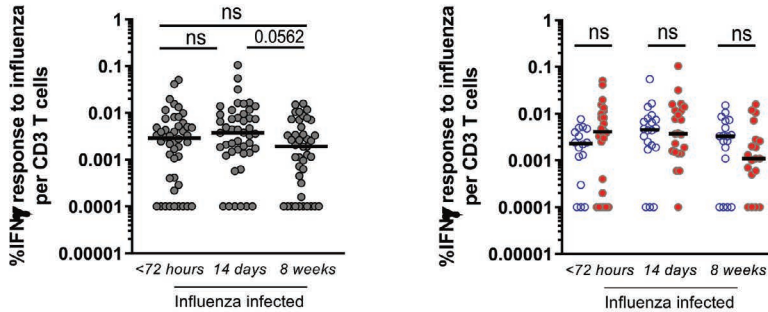 ns
ns
0.0562
%IFNγ response to influenza
per CD3 T cells
1
0.1
0.01
0.001
0.0001
0.00001
<72 hours 14 days 8 weeks
Influenza infected
ns
ns
ns
%IFNγ response to influenza
per CD3 T cells
1
0.1
0.01
0.001
0.0001
0.00001
<72 hours 14 days 8 weeks
Influenza infected